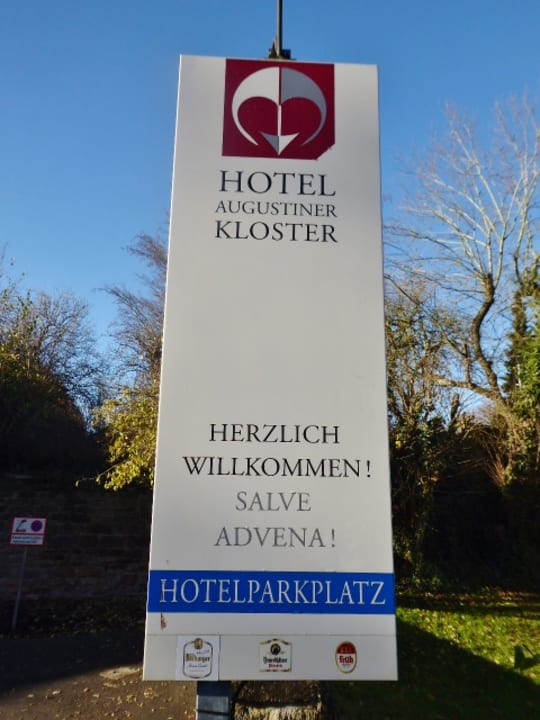 HOTEL
AUGUSTINER
KLOSTER
HERZLICH
WILLKOMMEN!
SALVE
ADVENA!
HOTELPARKPLATZ
Bitburger
Früh